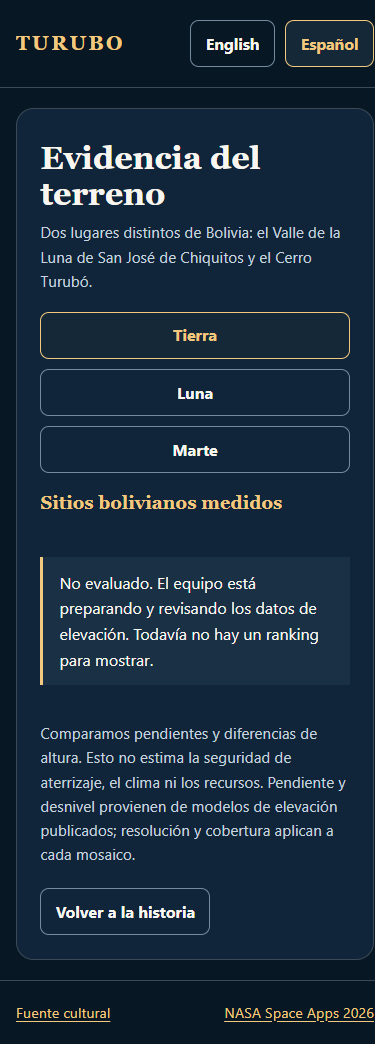 TURUBO
English
Español
Evidencia del
terreno
Dos lugares distintos de Bolivia: el Valle de la
Luna de San José de Chiquitos y el Cerro
Turubó.
Tierra
Luna
Marte
Sitios bolivianos medidos
No evaluado. El equipo está
preparando y revisando los datos de
elevación. Todavía no hay un ranking
para mostrar.
Comparamos pendientes y diferencias de
altura. Esto no estima la seguridad de
aterrizaje, el clima ni los recursos. Pendiente y
desnivel provienen de modelos de elevación
publicados; resolución y cobertura aplican a
cada mosaico.
Volver a la historia
Fuente cultural
NASA Space Apps 2026